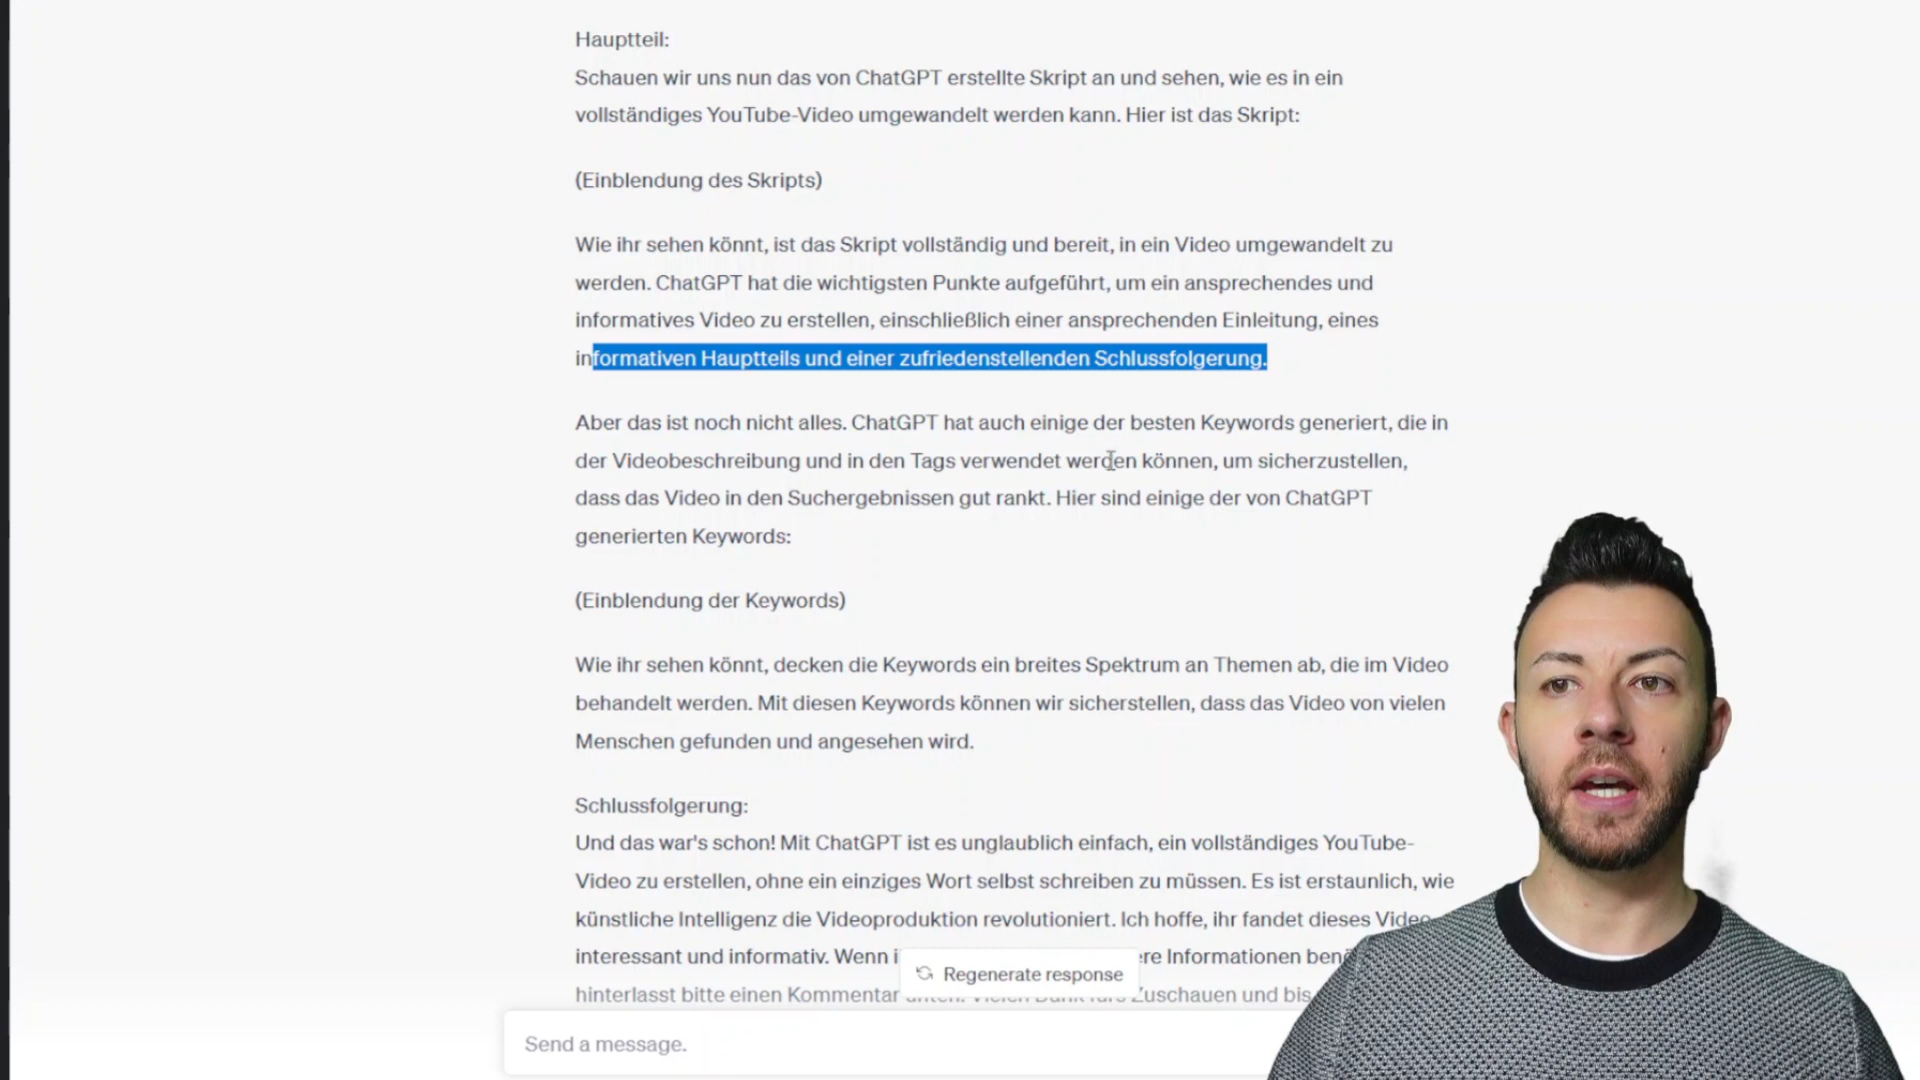 Hauptteil:
Schauen wir uns nun das von ChatGPT erstellte Skript an und sehen, wie es in ein
vollständiges YouTube-Video umgewandelt werden kann. Hier ist das Skript:
(Einblendung des Skripts)
Wie ihr sehen könnt, ist das Skript vollständig und bereit, in ein Video umgewandelt zu
werden. ChatGPT hat die wichtigsten Punkte aufgeführt, um ein ansprechendes und
informatives Video zu erstellen, einschließlich einer ansprechenden Einleitung, eines
informativen Hauptteils und einer zufriedenstellenden Schlussfolgerung.
Aber das ist noch nicht alles. ChatGPT hat auch einige der besten Keywords generiert, die in
der Videobeschreibung und in den Tags verwendet werden können, um sicherzustellen,
dass das Video in den Suchergebnissen gut rankt. Hier sind einige der von ChatGPT
generierten Keywords:
(Einblendung der Keywords)
Wie ihr sehen könnt, decken die Keywords ein breites Spektrum an Themen ab, die im Video
behandelt werden. Mit diesen Keywords können wir sicherstellen, dass das Video von vielen
Menschen gefunden und angesehen wird.
Schlussfolgerung:
Und das war's schon! Mit ChatGPT ist es unglaublich einfach, ein vollständiges YouTube-
Video zu erstellen, ohne ein einziges Wort selbst schreiben zu müssen. Es ist erstaunlich, wie
künstliche Intelligenz die Videoproduktion revolutioniert. Ich hoffe, ihr fandet dieses Video
interessant und informativ. Wenn Informationen
hinterlasst bitte einen Kommentar unten. Vielen Dank fürs Zuschauen und bis
Regenerate response
Send a message.